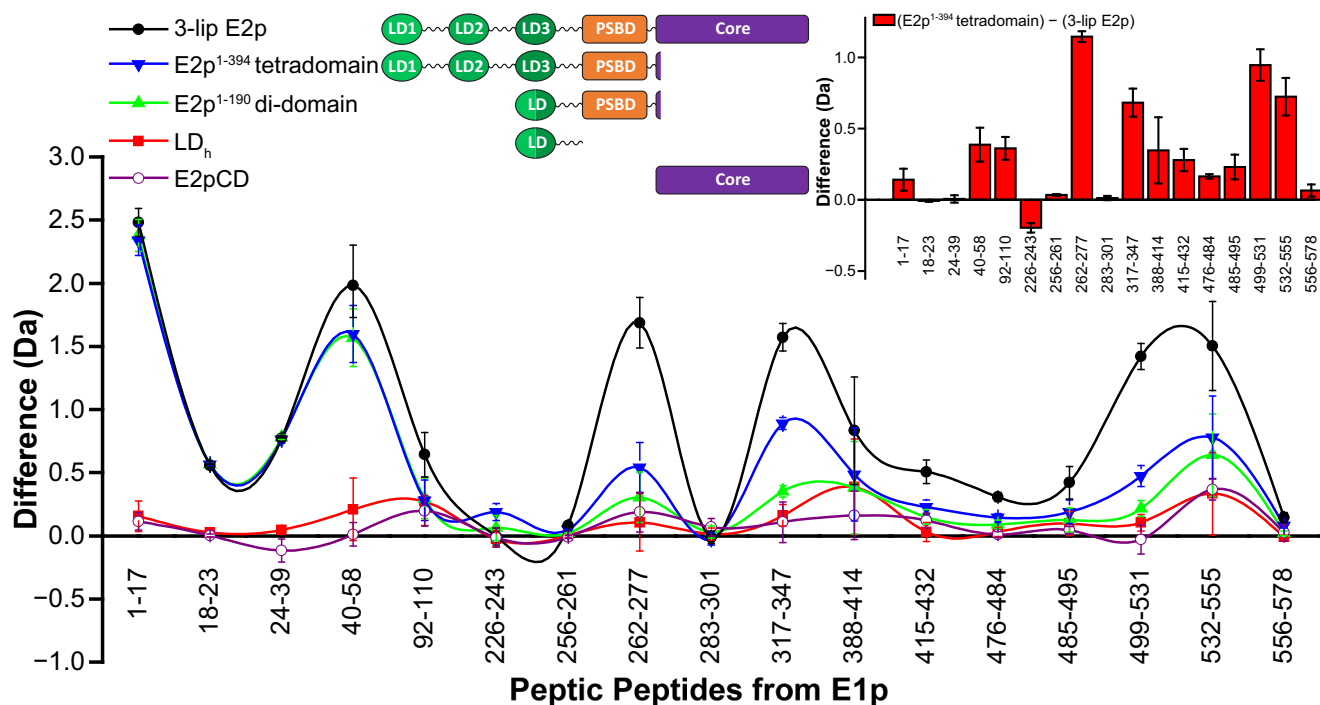 3-lip E2p
E2p¹⁻³⁹⁴ tetradomain
E2p¹⁻¹⁹⁰ di-domain
LDₕ
E2pCD
LD1 LD2 LD3 PSBD Core
LD1 LD2 LD3 PSBD
LD PSBD
LD
Core
(E2p¹⁻³⁹⁴ tetradomain) − (3-lip E2p)
Difference (Da)
1.0
0.5
0.0
−0.5
1-17 18-23 24-39 40-58 92-110 226-243 256-261 262-277 283-301 317-347 388-414 415-432 476-484 485-495 499-531 532-555 556-578
Difference (Da)
3.0
2.5
2.0
1.5
1.0
0.5
0.0
−0.5
−1.0
1-17 18-23 24-39 40-58 92-110 226-243 256-261 262-277 283-301 317-347 388-414 415-432 476-484 485-495 499-531 532-555 556-578
Peptic Peptides from E1p